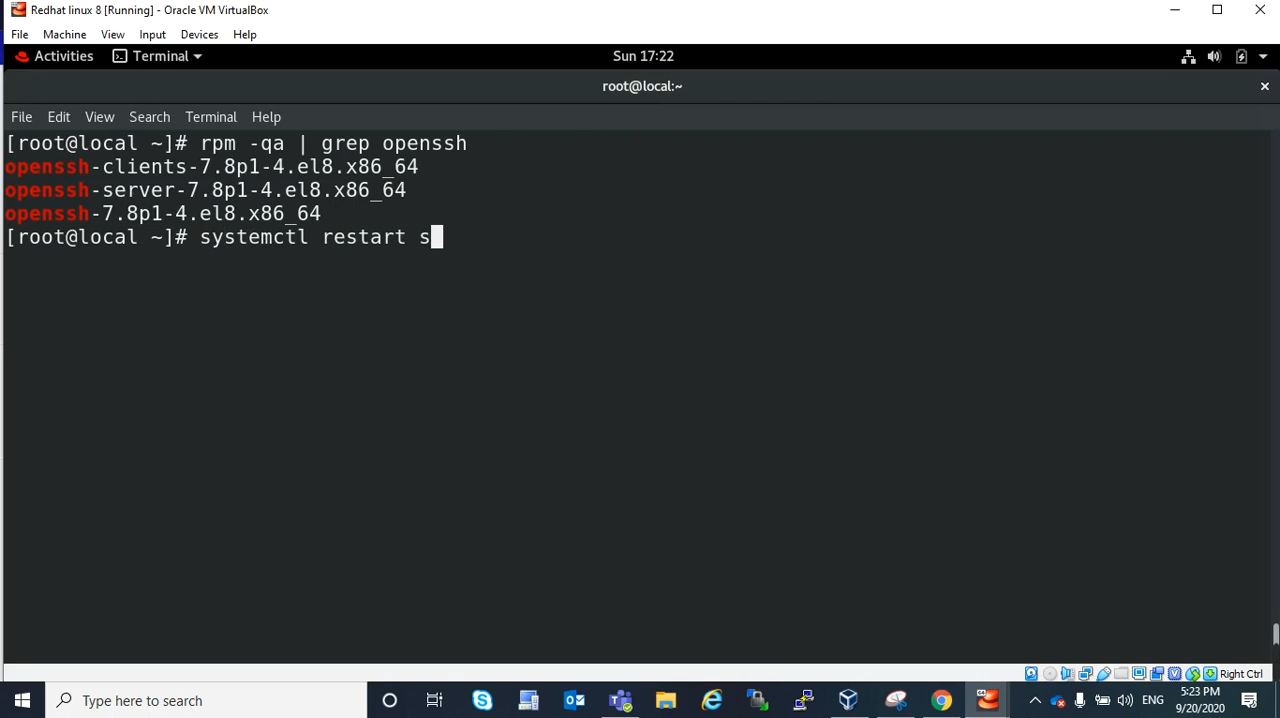 Redhat linux 8 [Running] - Oracle VM VirtualBox
File Machine View Input Devices Help
Activities Terminal Sun 17:22
root@local:~
File Edit View Search Terminal Help
[root@local ~]# rpm -qa | grep openssh
openssh-clients-7.8p1-4.el8.x86_64
openssh-server-7.8p1-4.el8.x86_64
openssh-7.8p1-4.el8.x86_64
[root@local ~]# systemctl restart s
Right Ctrl
Type here to search
ENG
5:23 PM
9/20/2020